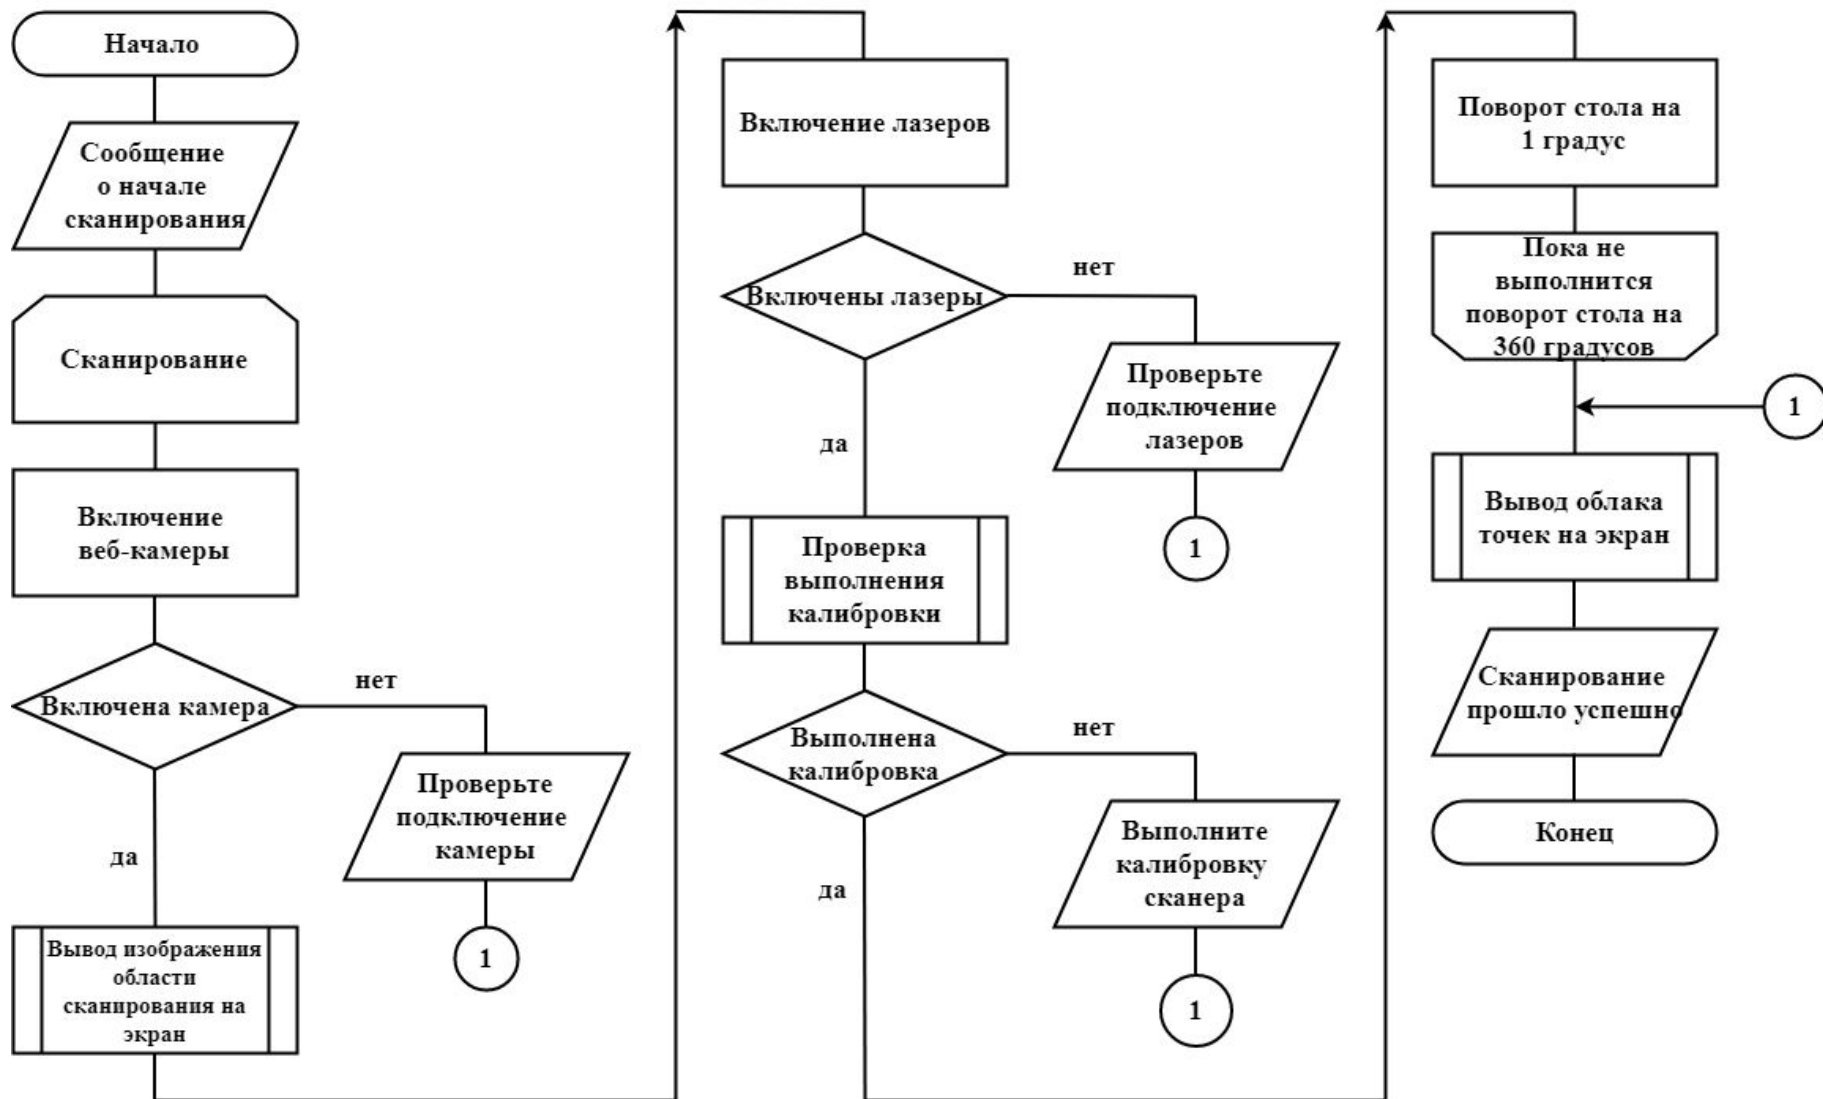 Начало
Сообщение
о начале
сканирования
Сканирование
Включение
веб-камеры
Включена камера
нет
Проверьте
подключение
камеры
1
да
Вывод изображения
области
сканирования на
экран
Включение лазеров
Включены лазеры
нет
Проверьте
подключение
лазеров
1
да
Проверка
выполнения
калибровки
Выполнена
калибровка
нет
Выполните
калибровку
сканера
1
да
Поворот стола на
1 градус
Пока не
выполнится
поворот стола на
360 градусов
1
Вывод облака
точек на экран
Сканирование
прошло успешно
Конец